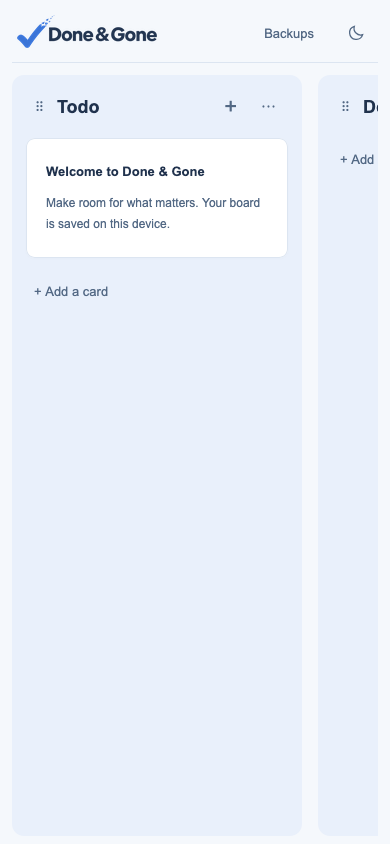 Done & Gone
Backups
Todo
Welcome to Done & Gone
Make room for what matters. Your board
is saved on this device.
+ Add a card
+ Add